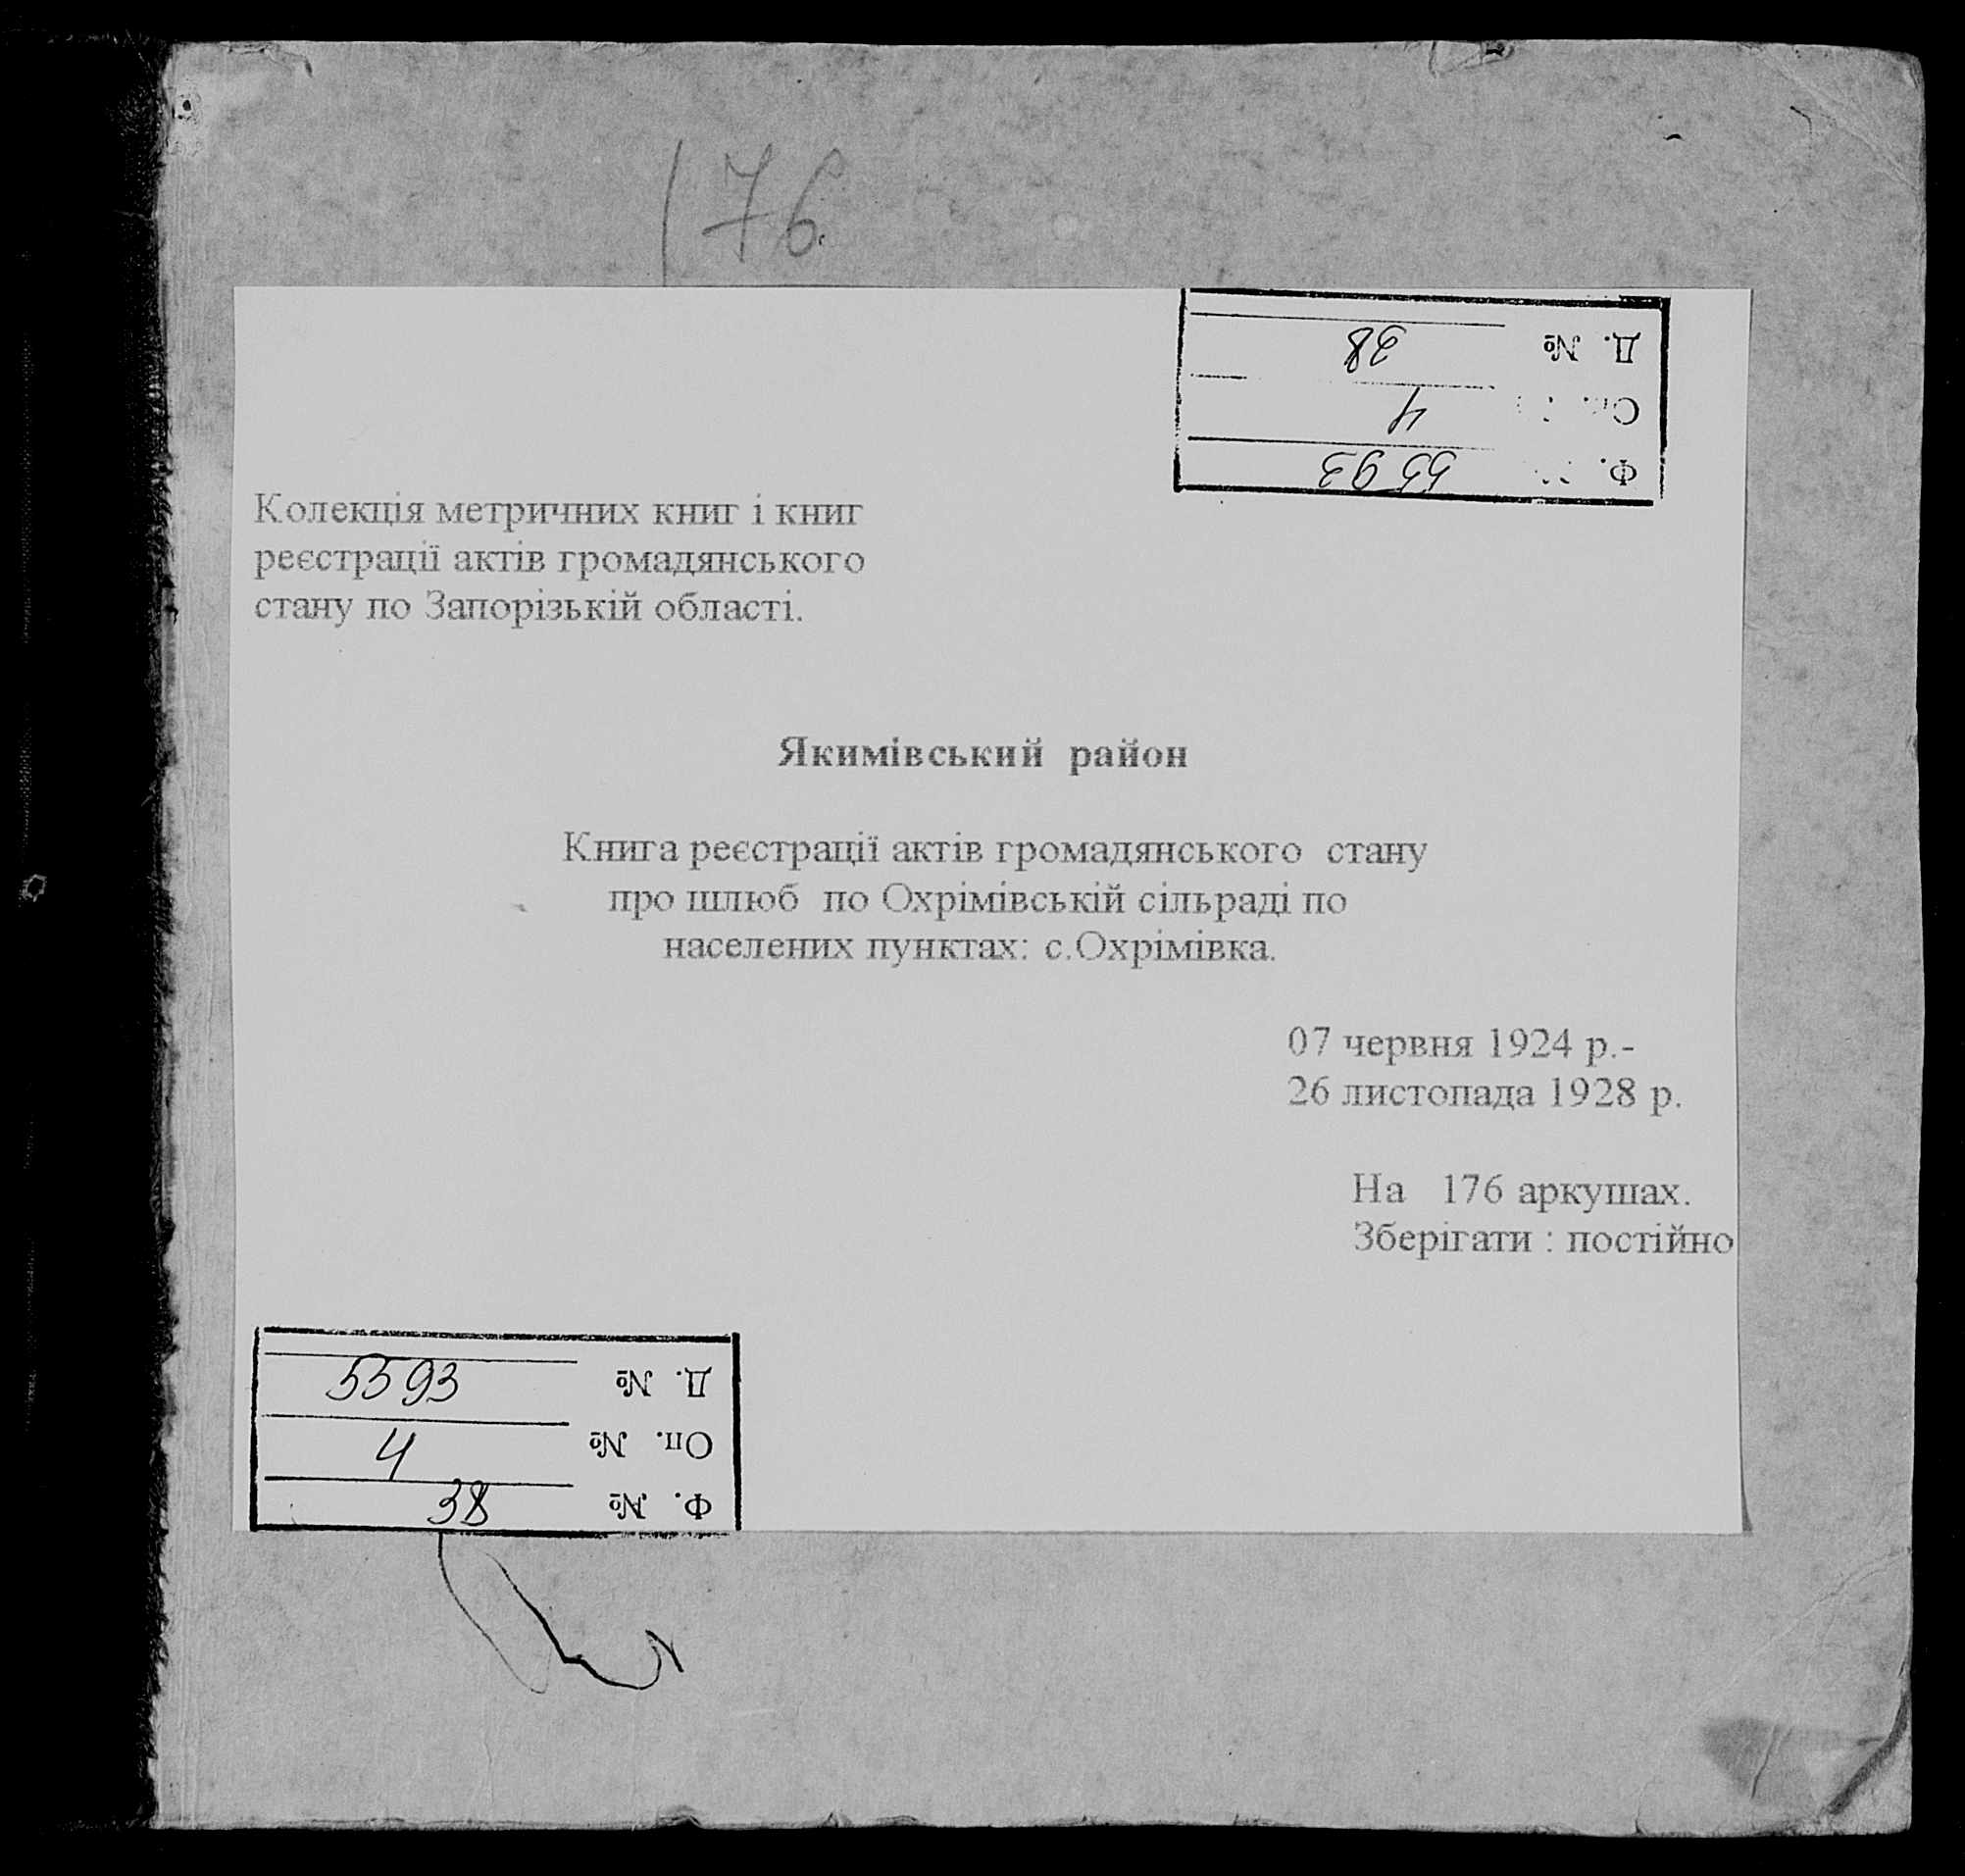 176
Д. № 38
Оп. 4
Ф. 5593
Колекція метричних книг і книг
реєстрації актів громадянського
стану по Запорізькій області.
Якимівський район
Книга реєстрації актів громадянського стану
про шлюб по Охрімівській сільраді по
населених пунктах: с.Охрімівка.
07 червня 1924 р.-
26 листопада 1928 р.
На 176 аркушах.
Зберігати : постійно
Д. № 5593
Оп. № 4
Ф. № 38